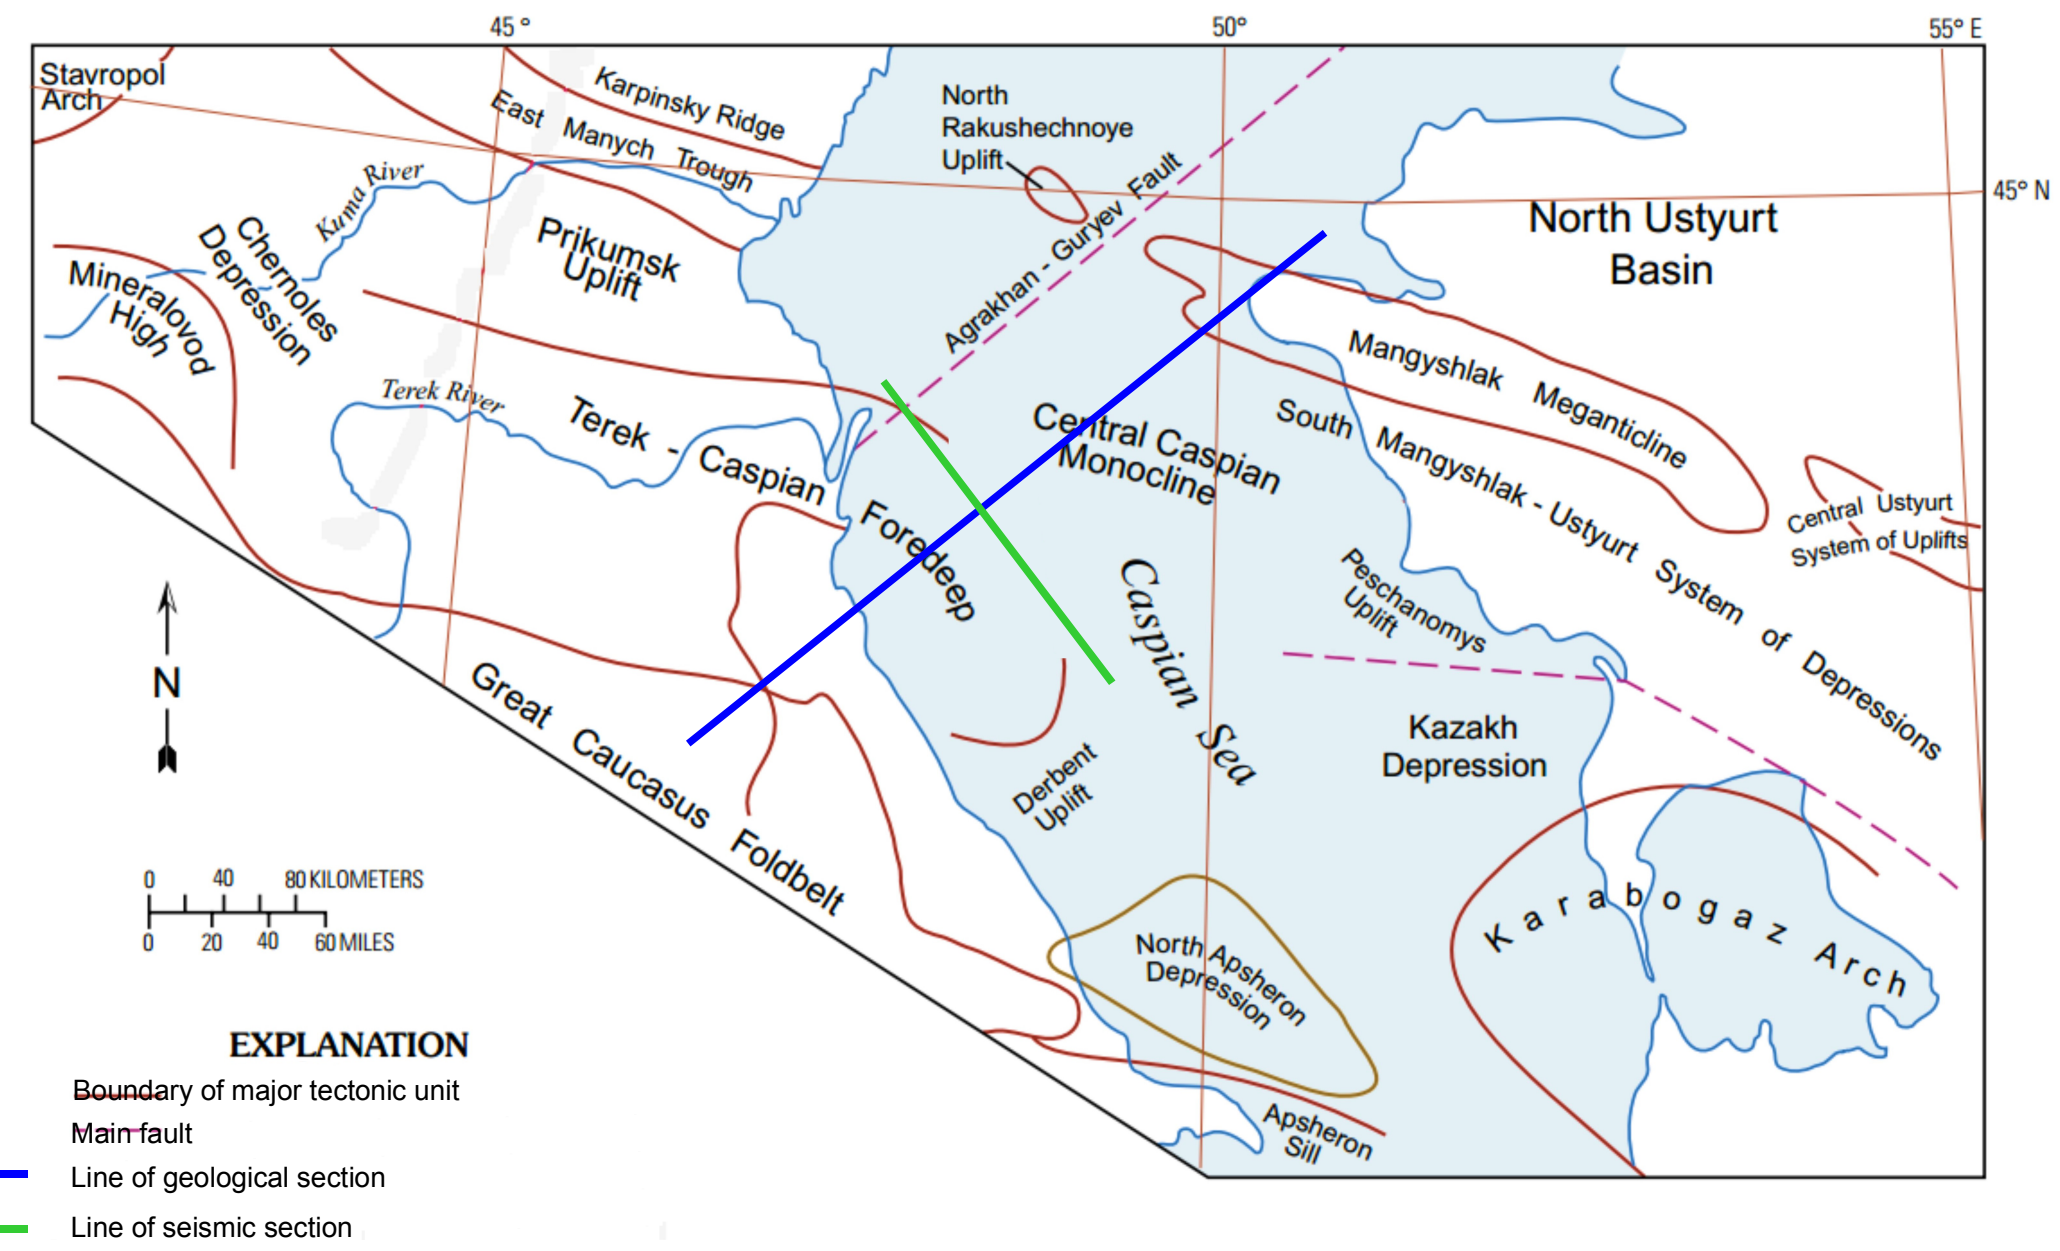 45 °
50°
55° E
Stavropol
Arch
Karpinsky Ridge
East Manych Trough
North
Rakushechnoye
Uplift
45° N
Kuma River
Chernoles
Depression
Prikumsk
Uplift
Agrakhan - Guryev Fault
North Ustyurt
Basin
Mineralovod
High
Terek River
Mangyshlak Meganticline
Terek - Caspian Foredeep
Central Caspian
Monocline
South Mangyshlak - Ustyurt System of Depressions
Central Ustyurt
System of Uplifts
Caspian Sea
Peschanomys
Uplift
N
Great Caucasus Foldbelt
Derbent
Uplift
Kazakh
Depression
0 40 80 KILOMETERS
0 20 40 60 MILES
North Apsheron
Depression
Karabogaz Arch
Apsheron
Sill
EXPLANATION
Boundary of major tectonic unit
Main fault
Line of geological section
Line of seismic section